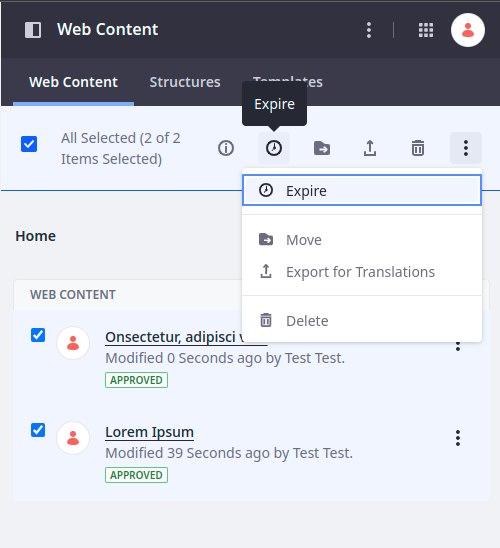 Web Content
Web Content Structures Templates
Expire
All Selected (2 of 2
Items Selected)
Expire
Move
Export for Translations
Delete
Home
WEB CONTENT
Onsectetur, adipisci
Modified 0 Seconds ago by Test Test.
APPROVED
Lorem Ipsum
Modified 39 Seconds ago by Test Test.
APPROVED